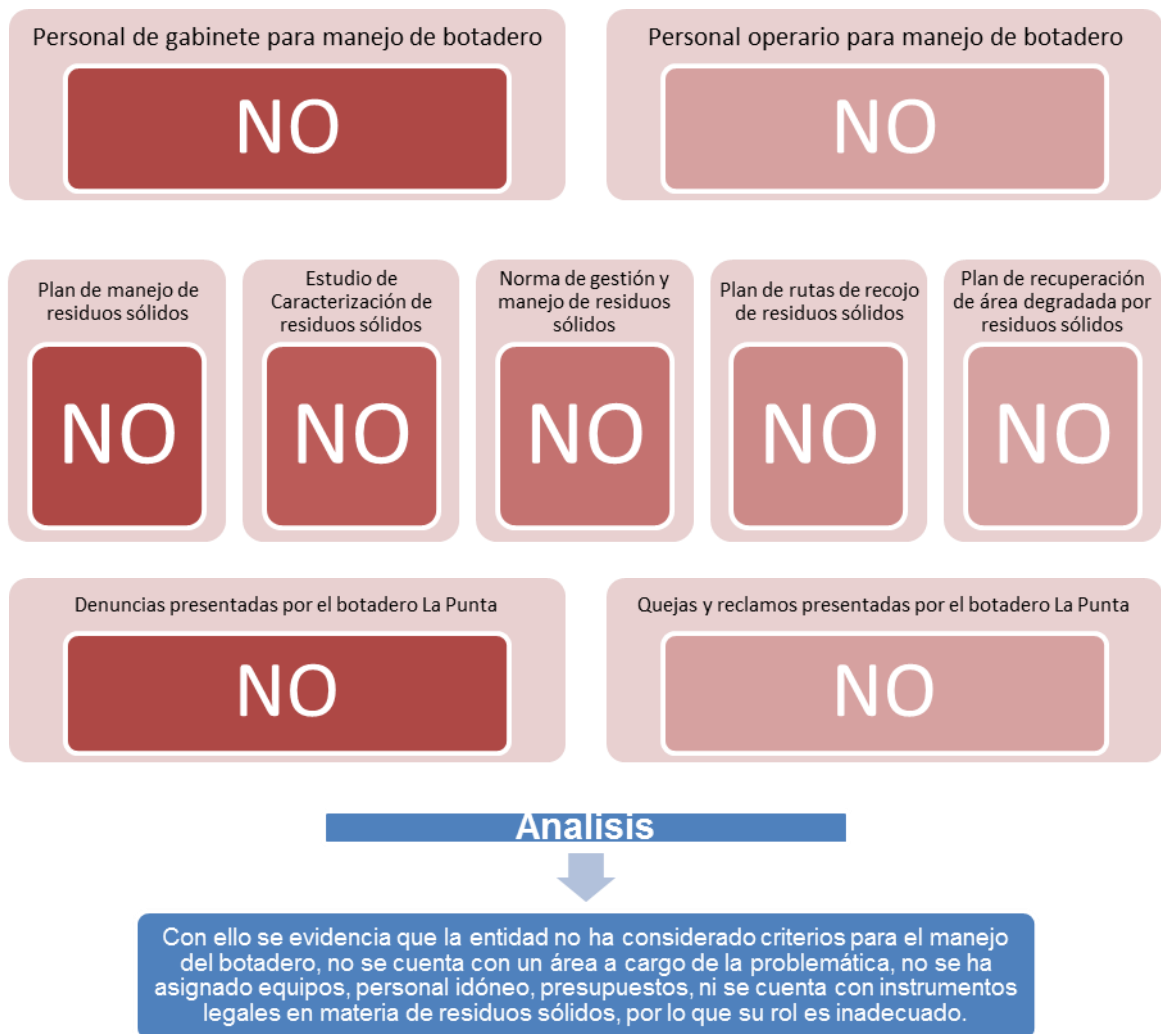 Personal de gabinete para manejo de botadero
NO
Personal operario para manejo de botadero
NO
Plan de manejo de
residuos sólidos
NO
Estudio de
Caracterización de
residuos sólidos
NO
Norma de gestión y
manejo de residuos
sólidos
NO
Plan de rutas de recojo
de residuos sólidos
NO
Plan de recuperación
de área degradada por
residuos sólidos
NO
Denuncias presentadas por el botadero La Punta
NO
Quejas y reclamos presentadas por el botadero La Punta
NO
Analisis
Con ello se evidencia que la entidad no ha considerado criterios para el manejo
del botadero, no se cuenta con un área a cargo de la problemática, no se ha
asignado equipos, personal idóneo, presupuestos, ni se cuenta con instrumentos
legales en materia de residuos sólidos, por lo que su rol es inadecuado.